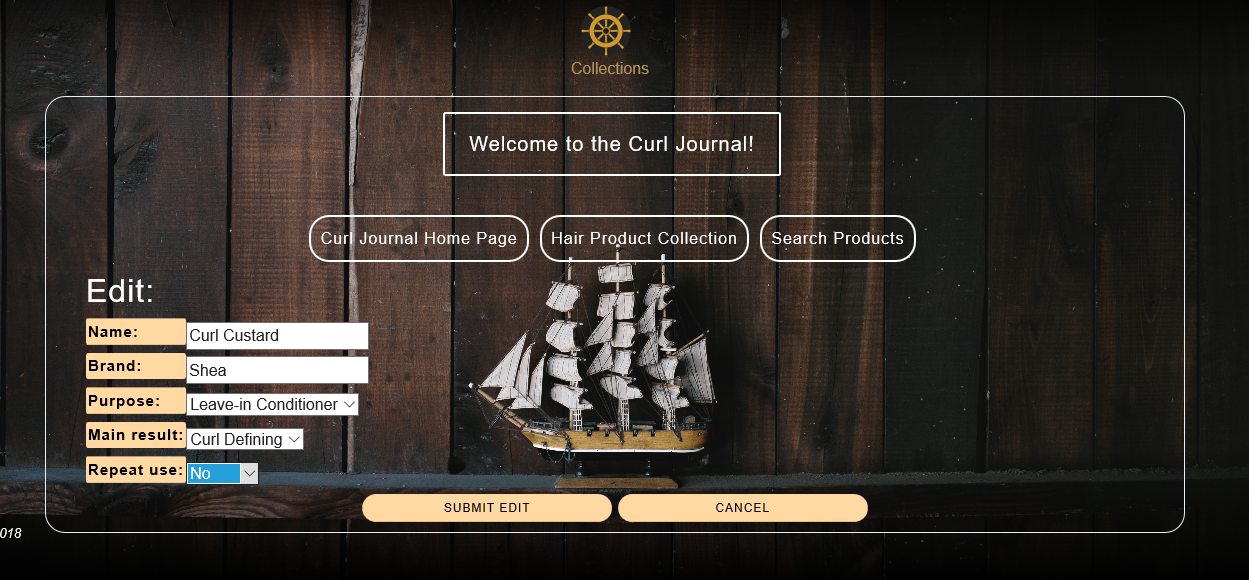 Collections
Welcome to the Curl Journal!
Curl Journal Home Page Hair Product Collection Search Products
Edit:
Name: Curl Custard
Brand: Shea
Purpose: Leave-in Conditioner
Main result: Curl Defining
Repeat use: No
SUBMIT EDIT CANCEL
018